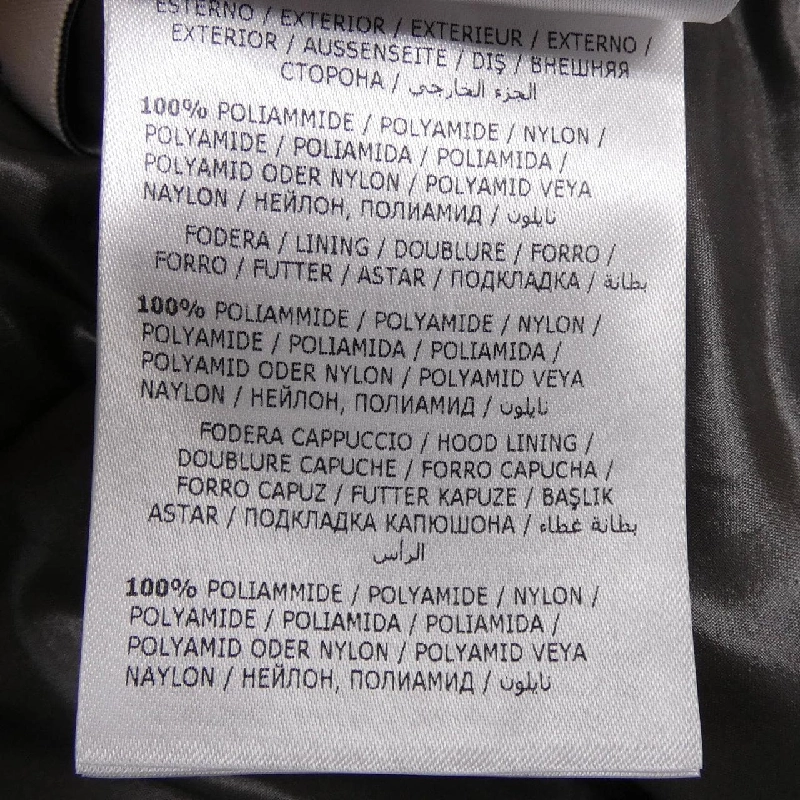 ESTERNO / EXTERIOR / EXTERIEUR / EXTERNO /
EXTERIOR / AUSSENSEITE / DIŞ / ВНЕШНЯЯ
СТОРОНА / الجزء الخارجي
100% POLIAMMIDE / POLYAMIDE / NYLON /
POLYAMIDE / POLIAMIDA / POLIAMIDA /
POLYAMID ODER NYLON / POLYAMID VEYA
NAYLON / НЕЙЛОН, ПОЛИАМИД / نايلون
FODERA / LINING / DOUBLURE / FORRO /
FORRO / FUTTER / ASTAR / ПОДКЛАДКА / بطانة
100% POLIAMMIDE / POLYAMIDE / NYLON /
POLYAMIDE / POLIAMIDA / POLIAMIDA /
POLYAMID ODER NYLON / POLYAMID VEYA
NAYLON / НЕЙЛОН, ПОЛИАМИД / نايلون
FODERA CAPPUCCIO / HOOD LINING /
DOUBLURE CAPUCHE / FORRO CAPUCHA /
FORRO CAPUZ / FUTTER KAPUZE / BAŞLIK
ASTAR / ПОДКЛАДКА КАПЮШОНА / بطانة غطاء
الرأس
100% POLIAMMIDE / POLYAMIDE / NYLON /
POLYAMIDE / POLIAMIDA / POLIAMIDA /
POLYAMID ODER NYLON / POLYAMID VEYA
NAYLON / НЕЙЛОН, ПОЛИАМИД / نايلون